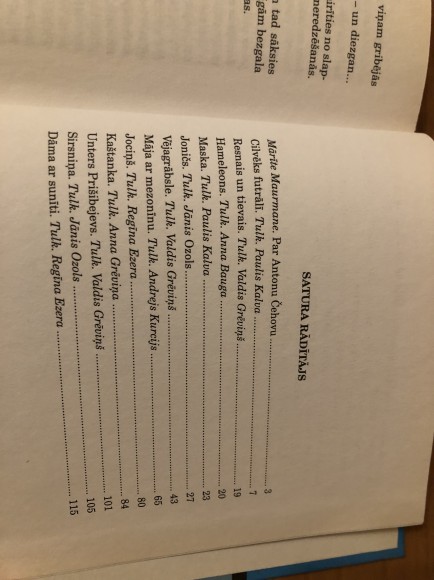 viņam gribējās
– un diezgan...
šķirties no slap-
neredzēšanās.
n tad sāksies
gām bezgala
as.
SATURA RĀDĪTĀJS
Mārīte Maurmane. Par Antonu Čehovu 3
Cilvēks futrālī. Tulk. Paulis Kalva 7
Resnais un tievais. Tulk. Valdis Grēviņš 19
Hameleons. Tulk. Anna Bauga 20
Maska. Tulk. Paulis Kalva 23
Joničs. Tulk. Jānis Ozols 27
Vējagrābsle. Tulk. Valdis Grēviņš 43
Māja ar mezonīnu. Tulk. Andrejs Kurcijs 65
Jociņš. Tulk. Regīna Ezera 80
Kaštanka. Tulk. Anna Grēviņa 84
Unters Prišibejevs. Tulk. Valdis Grēviņš 101
Sirsniņa. Tulk. Jānis Ozols 105
Dāma ar sunīti. Tulk. Regīna Ezera 115